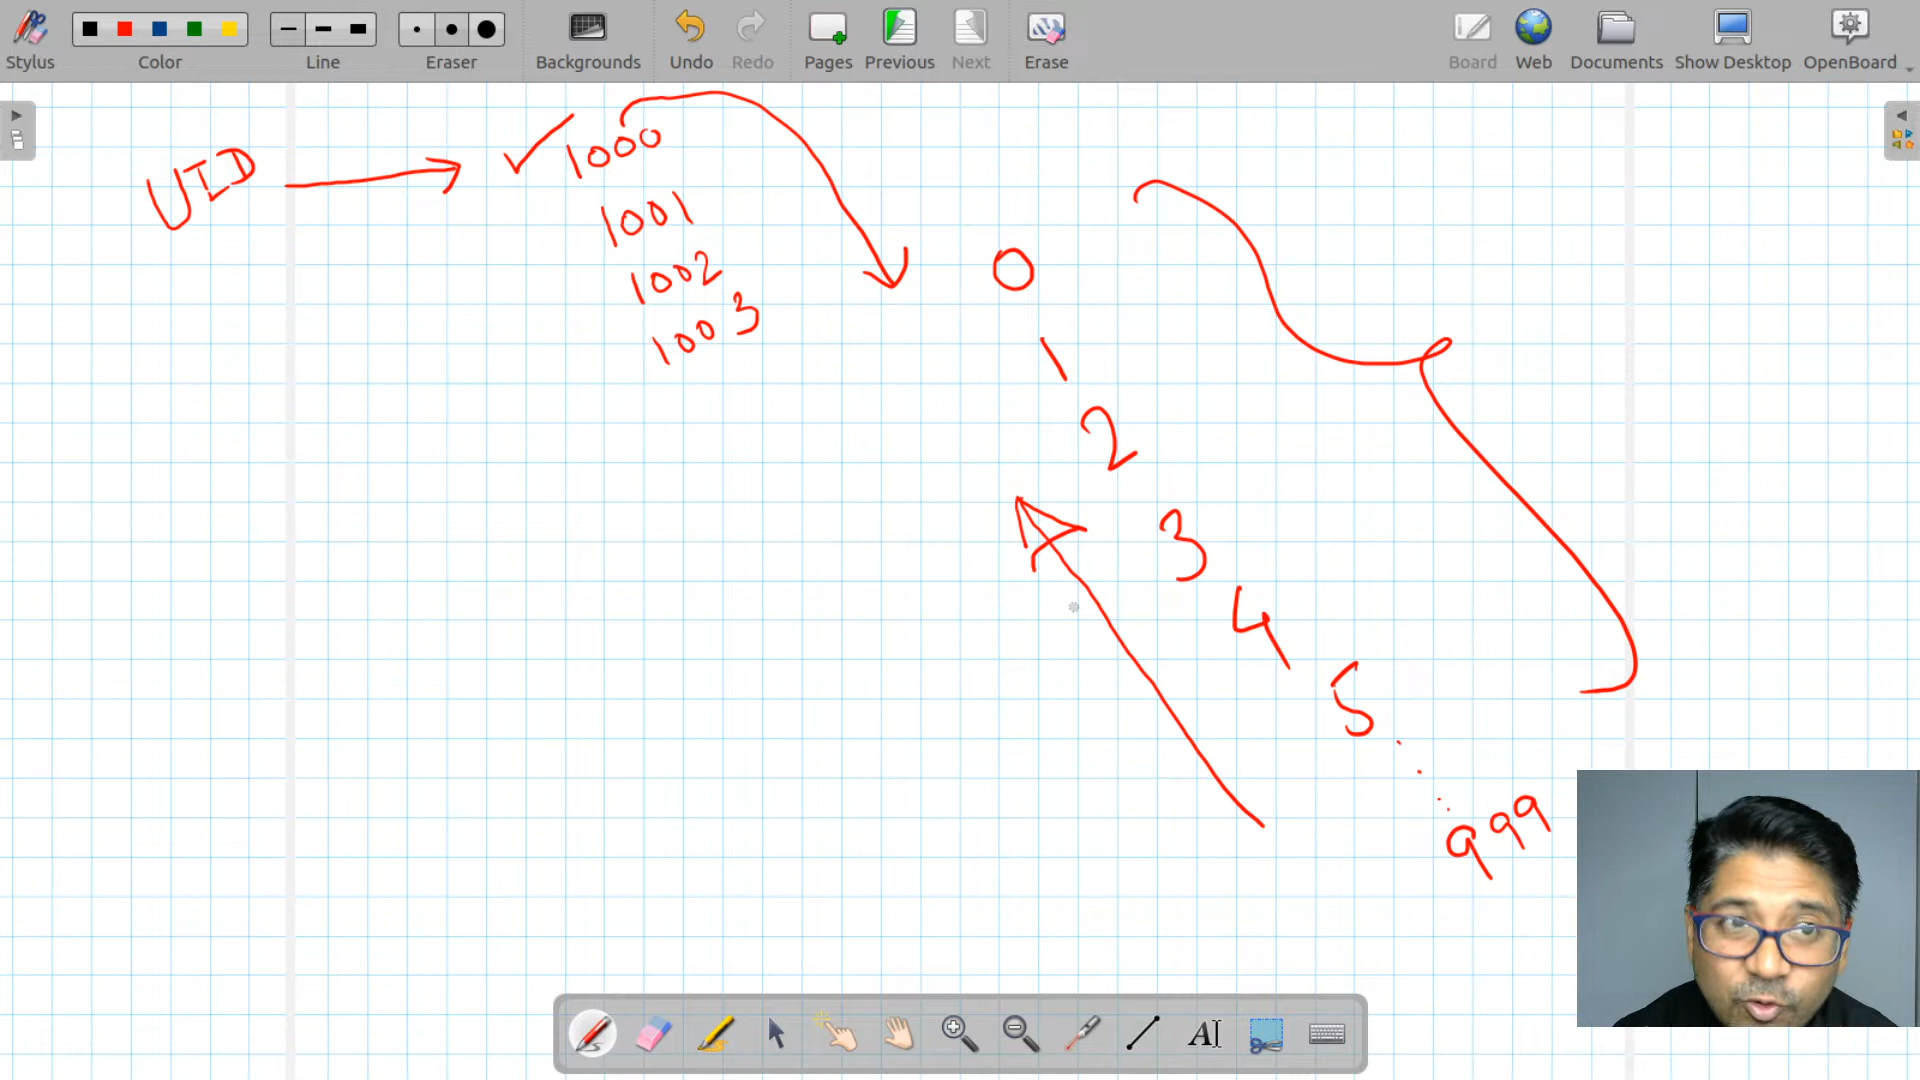 Stylus
Color
Line
Eraser
Backgrounds
Undo
Redo
Pages
Previous
Next
Erase
Board
Web
Documents
Show Desktop
OpenBoard
UID
1000
1001
1002
1003
0
1
2
3
4
5
999